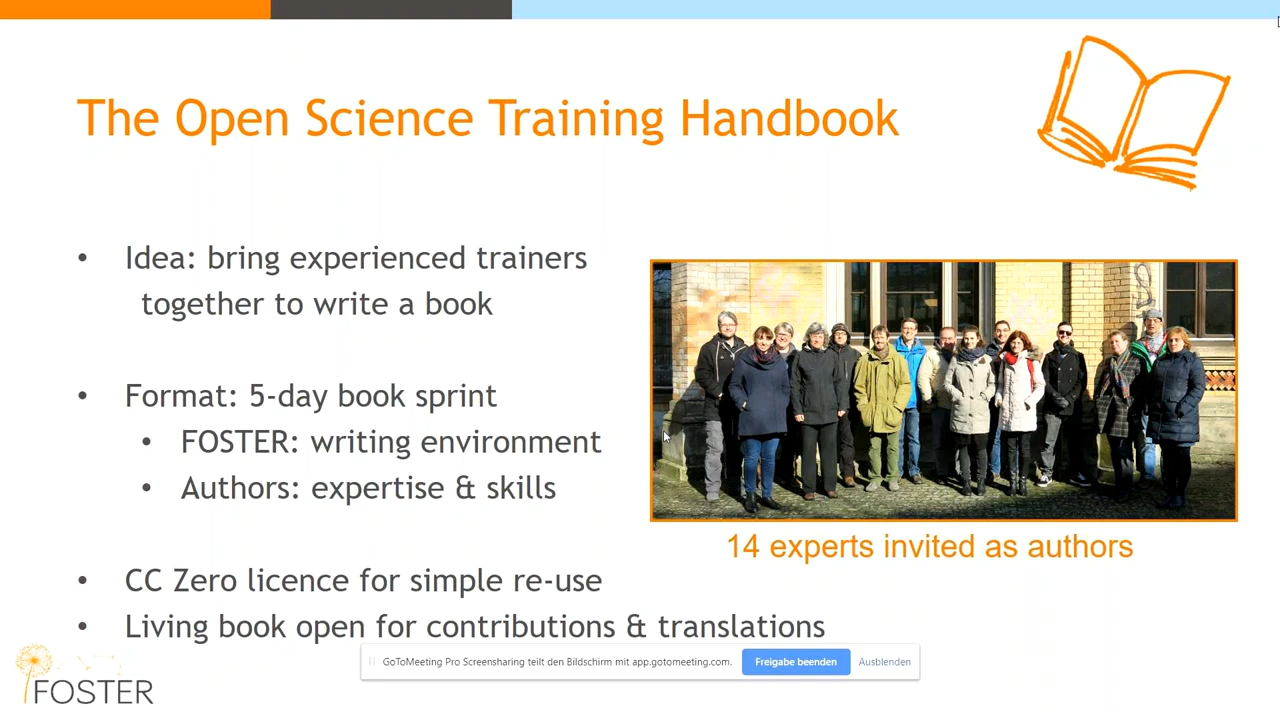 The Open Science Training Handbook
• Idea: bring experienced trainers
together to write a book
• Format: 5-day book sprint
• FOSTER: writing environment
• Authors: expertise & skills
14 experts invited as authors
• CC Zero licence for simple re-use
• Living book open for contributions & translations
GoToMeeting Pro Screensharing teilt den Bildschirm mit app.gotomeeting.com. Freigabe beenden Ausblenden
FOSTER